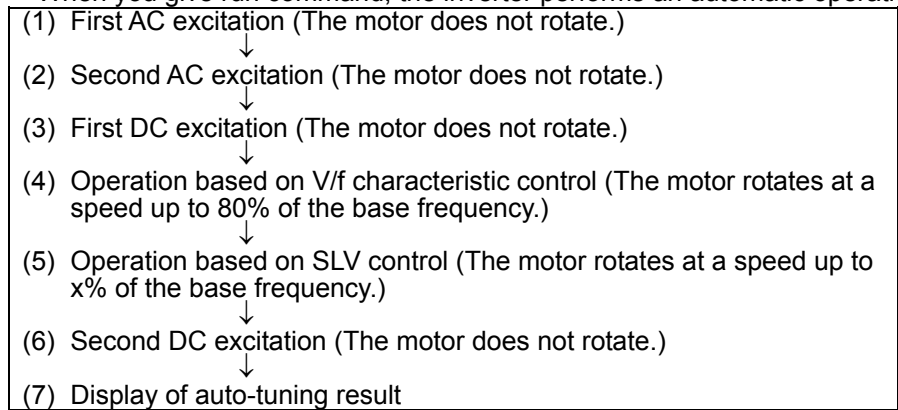 When you give run command, the inverter performs an automatic operati
(1) First AC excitation (The motor does not rotate.)
↓
(2) Second AC excitation (The motor does not rotate.)
↓
(3) First DC excitation (The motor does not rotate.)
↓
(4) Operation based on V/f characteristic control (The motor rotates at a
speed up to 80% of the base frequency.)
↓
(5) Operation based on SLV control (The motor rotates at a speed up to
x% of the base frequency.)
↓
(6) Second DC excitation (The motor does not rotate.)
↓
(7) Display of auto-tuning result